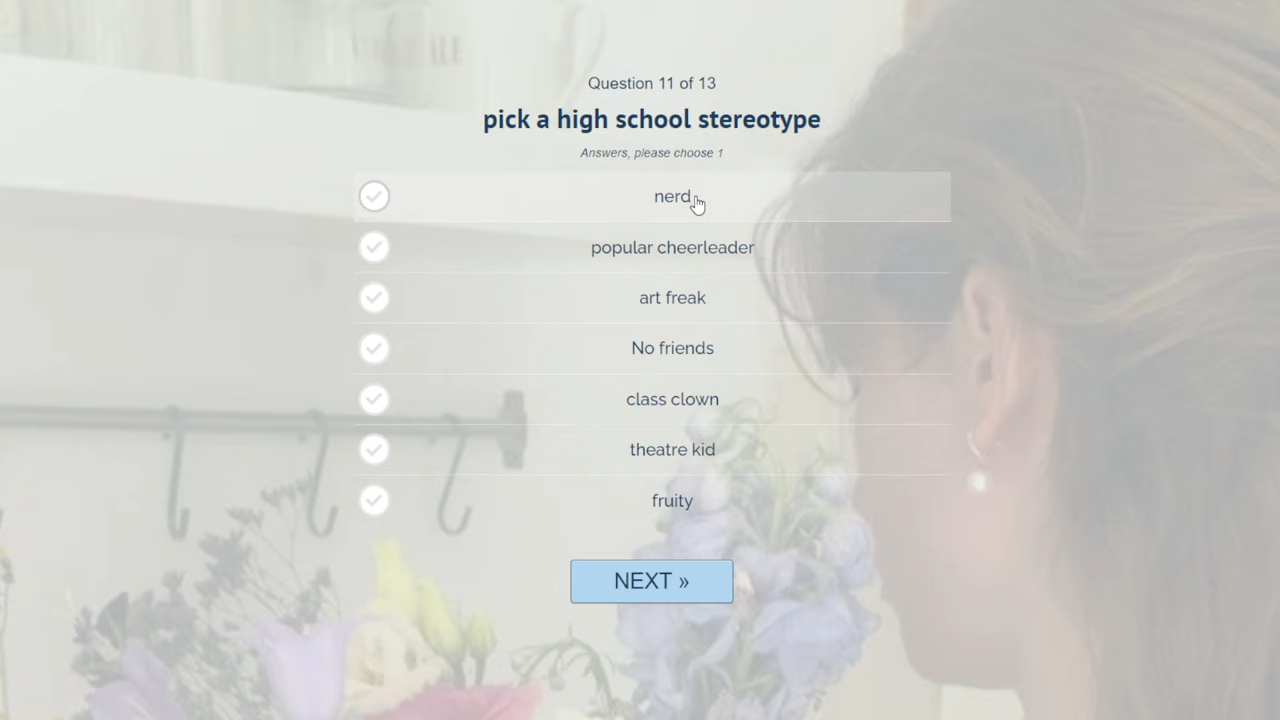 Question 11 of 13
pick a high school stereotype
Answers, please choose 1
nerd
popular cheerleader
art freak
No friends
class clown
theatre kid
fruity
NEXT »